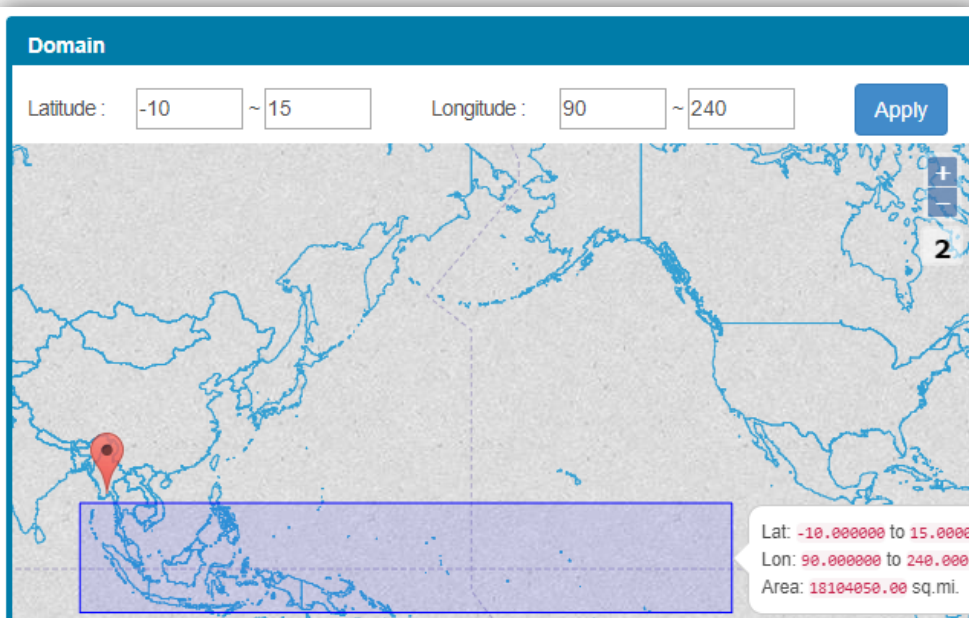 Domain
Latitude : -10 ~ 15 Longitude : 90 ~ 240 Apply
+
−
2
Lat: -10.000000 to 15.0000
Lon: 90.000000 to 240.000
Area: 18104050.00 sq.mi.